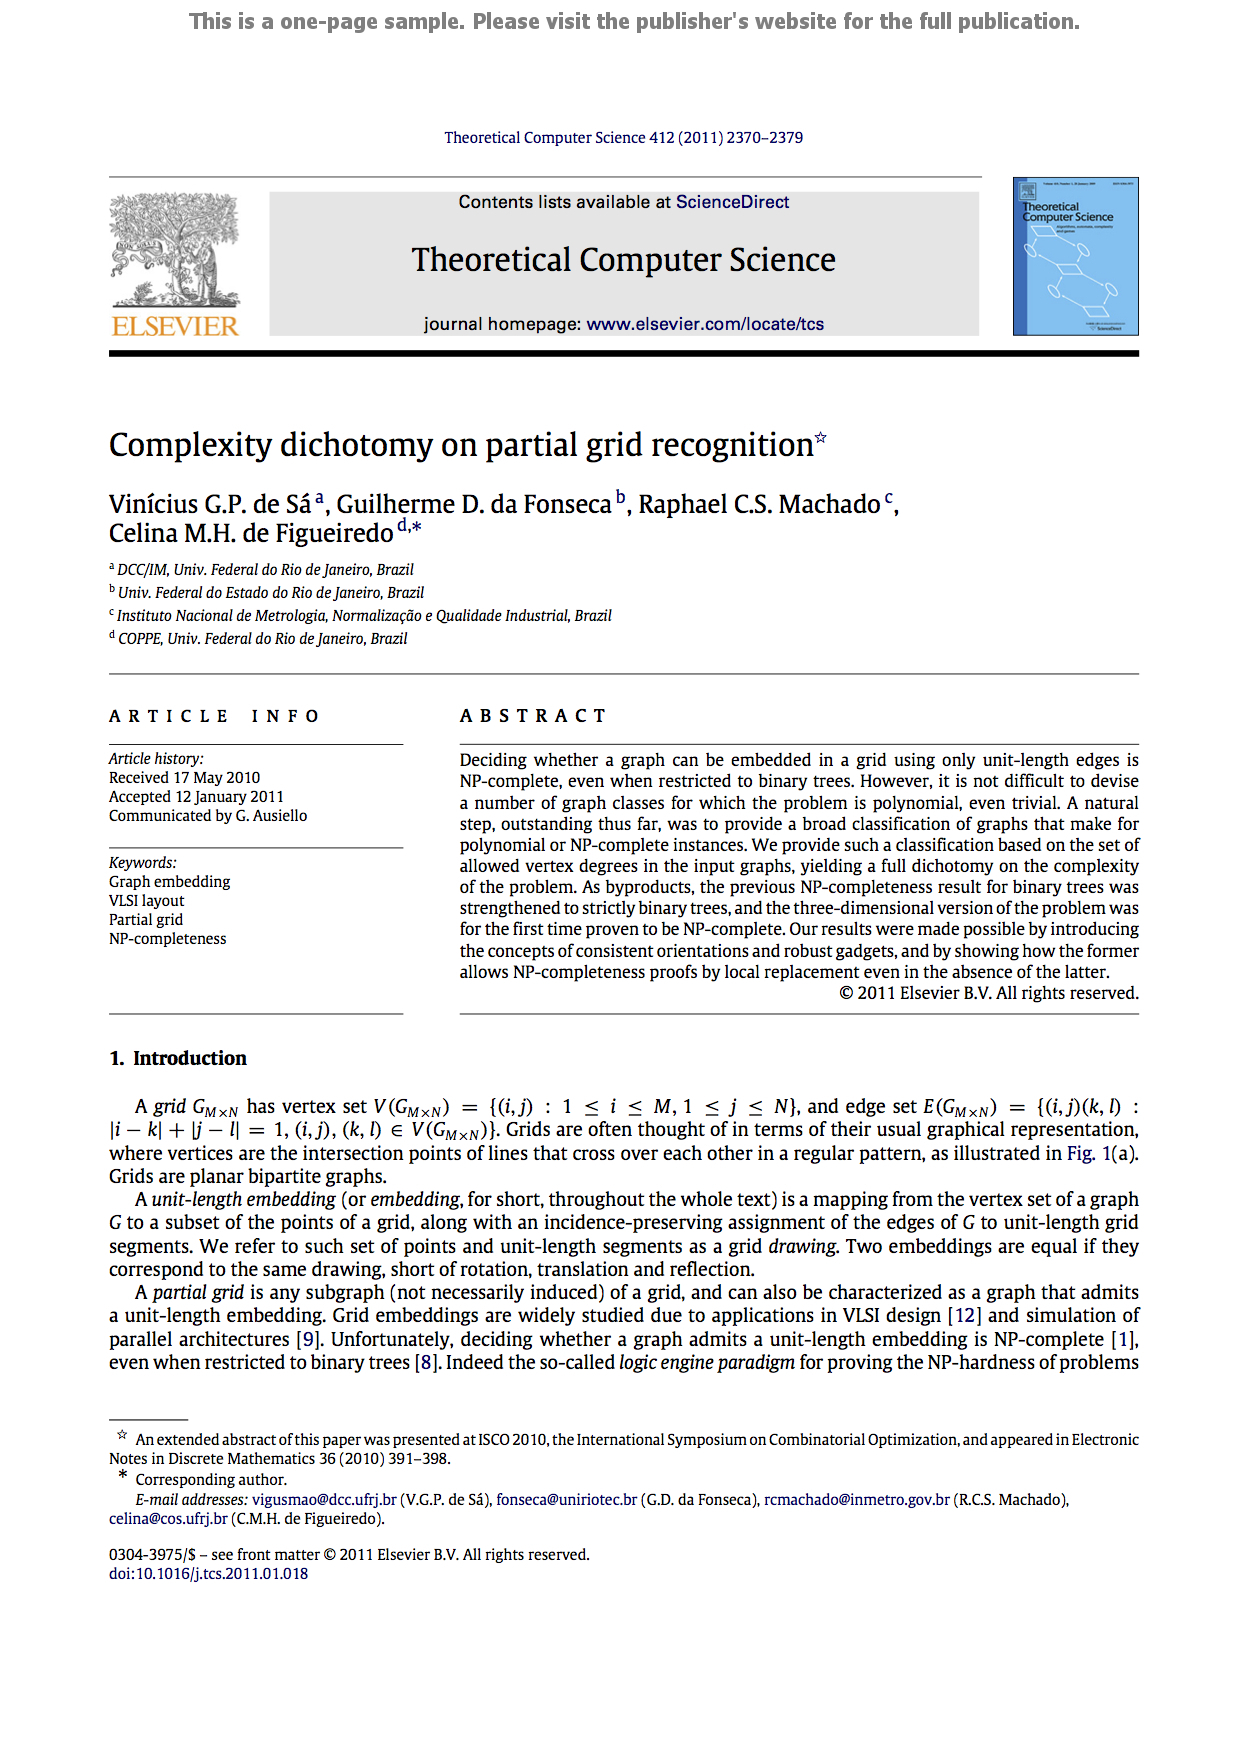 This is a one-page sample. Please visit the publisher's website for the full publication.
Theoretical Computer Science 412 (2011) 2370–2379
Contents lists available at ScienceDirect
Theoretical Computer Science
journal homepage: www.elsevier.com/locate/tcs
ELSEVIER
Theoretical
Computer Science
Complexity dichotomy on partial grid recognition☆
Vinícius G.P. de Sá a, Guilherme D. da Fonseca b, Raphael C.S. Machado c,
Celina M.H. de Figueiredo d,*
a DCC/IM, Univ. Federal do Rio de Janeiro, Brazil
b Univ. Federal do Estado do Rio de Janeiro, Brazil
c Instituto Nacional de Metrologia, Normalização e Qualidade Industrial, Brazil
d COPPE, Univ. Federal do Rio de Janeiro, Brazil
ARTICLE INFO
Article history:
Received 17 May 2010
Accepted 12 January 2011
Communicated by G. Ausiello
Keywords:
Graph embedding
VLSI layout
Partial grid
NP-completeness
ABSTRACT
Deciding whether a graph can be embedded in a grid using only unit-length edges is
NP-complete, even when restricted to binary trees. However, it is not difficult to devise
a number of graph classes for which the problem is polynomial, even trivial. A natural
step, outstanding thus far, was to provide a broad classification of graphs that make for
polynomial or NP-complete instances. We provide such a classification based on the set of
allowed vertex degrees in the input graphs, yielding a full dichotomy on the complexity
of the problem. As byproducts, the previous NP-completeness result for binary trees was
strengthened to strictly binary trees, and the three-dimensional version of the problem was
for the first time proven to be NP-complete. Our results were made possible by introducing
the concepts of consistent orientations and robust gadgets, and by showing how the former
allows NP-completeness proofs by local replacement even in the absence of the latter.
© 2011 Elsevier B.V. All rights reserved.
1. Introduction
A grid G_{M×N} has vertex set V(G_{M×N}) = {(i, j) : 1 ≤ i ≤ M, 1 ≤ j ≤ N}, and edge set E(G_{M×N}) = {(i, j)(k, l) :
|i − k| + |j − l| = 1, (i, j), (k, l) ∈ V(G_{M×N})}. Grids are often thought of in terms of their usual graphical representation,
where vertices are the intersection points of lines that cross over each other in a regular pattern, as illustrated in Fig. 1(a).
Grids are planar bipartite graphs.
A unit-length embedding (or embedding, for short, throughout the whole text) is a mapping from the vertex set of a graph
G to a subset of the points of a grid, along with an incidence-preserving assignment of the edges of G to unit-length grid
segments. We refer to such set of points and unit-length segments as a grid drawing. Two embeddings are equal if they
correspond to the same drawing, short of rotation, translation and reflection.
A partial grid is any subgraph (not necessarily induced) of a grid, and can also be characterized as a graph that admits
a unit-length embedding. Grid embeddings are widely studied due to applications in VLSI design [12] and simulation of
parallel architectures [9]. Unfortunately, deciding whether a graph admits a unit-length embedding is NP-complete [1],
even when restricted to binary trees [8]. Indeed the so-called logic engine paradigm for proving the NP-hardness of problems
☆ An extended abstract of this paper was presented at ISCO 2010, the International Symposium on Combinatorial Optimization, and appeared in Electronic
Notes in Discrete Mathematics 36 (2010) 391–398.
* Corresponding author.
E-mail addresses: vigusmao@dcc.ufrj.br (V.G.P. de Sá), fonseca@uniriotec.br (G.D. da Fonseca), rcmachado@inmetro.gov.br (R.C.S. Machado),
celina@cos.ufrj.br (C.M.H. de Figueiredo).
0304-3975/$ – see front matter © 2011 Elsevier B.V. All rights reserved.
doi:10.1016/j.tcs.2011.01.018